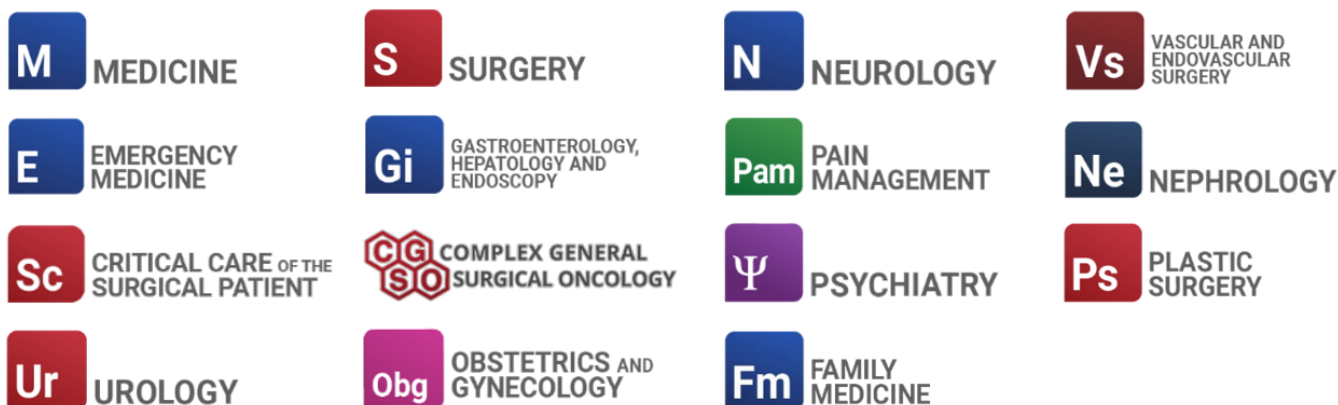 M MEDICINE
S SURGERY
N NEUROLOGY
Vs VASCULAR AND
ENDOVASCULAR
SURGERY
E EMERGENCY
MEDICINE
Gi GASTROENTEROLOGY,
HEPATOLOGY AND
ENDOSCOPY
Pam PAIN
MANAGEMENT
Ne NEPHROLOGY
Sc CRITICAL CARE OF THE
SURGICAL PATIENT
CG COMPLEX GENERAL
SO SURGICAL ONCOLOGY
Ψ PSYCHIATRY
Ps PLASTIC
SURGERY
Ur UROLOGY
Obg OBSTETRICS AND
GYNECOLOGY
Fm FAMILY
MEDICINE